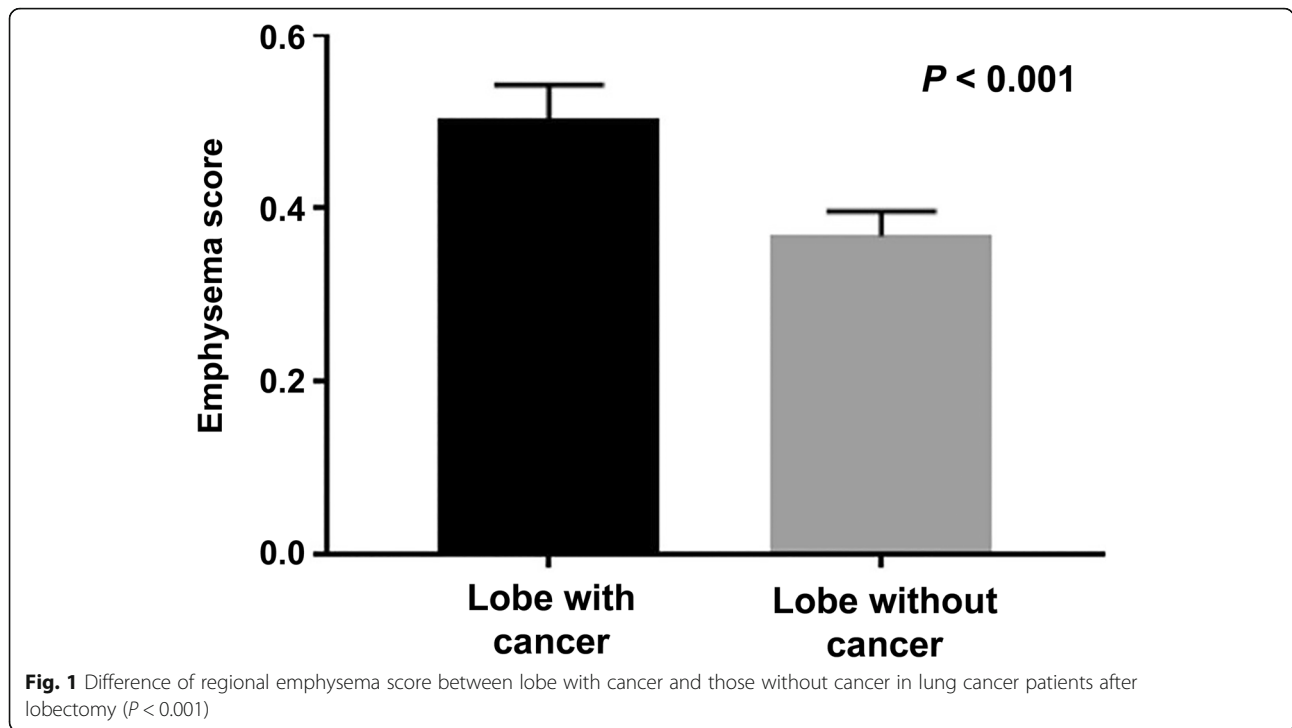 0.6
P < 0.001
0.4
0.2
0.0
Emphysema score
Lobe with
cancer
Lobe without
cancer
Fig. 1 Difference of regional emphysema score between lobe with cancer and those without cancer in lung cancer patients after
lobectomy (P < 0.001)